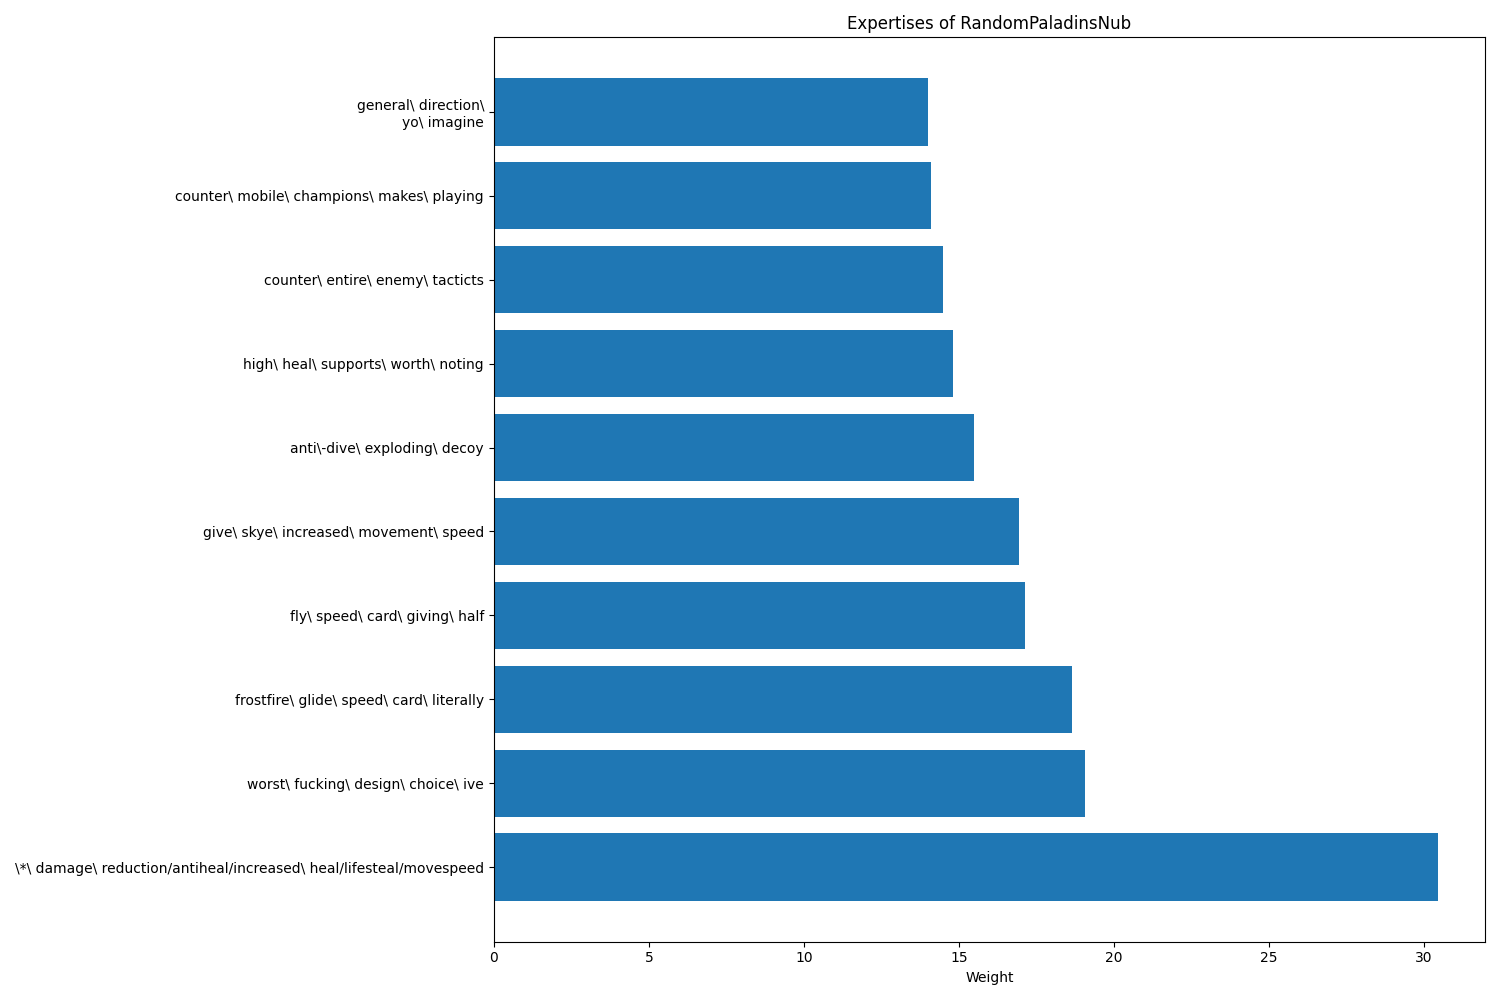 Expertises of RandomPaladinsNub
general\ direction\
yo\ imagine
counter\ mobile\ champions\ makes\ playing
counter\ entire\ enemy\ tacticts
high\ heal\ supports\ worth\ noting
anti\-dive\ exploding\ decoy
give\ skye\ increased\ movement\ speed
fly\ speed\ card\ giving\ half
frostfire\ glide\ speed\ card\ literally
worst\ fucking\ design\ choice\ ive
\*\ damage\ reduction/antiheal/increased\ heal/lifesteal/movespeed
0 5 10 15 20 25 30
Weight